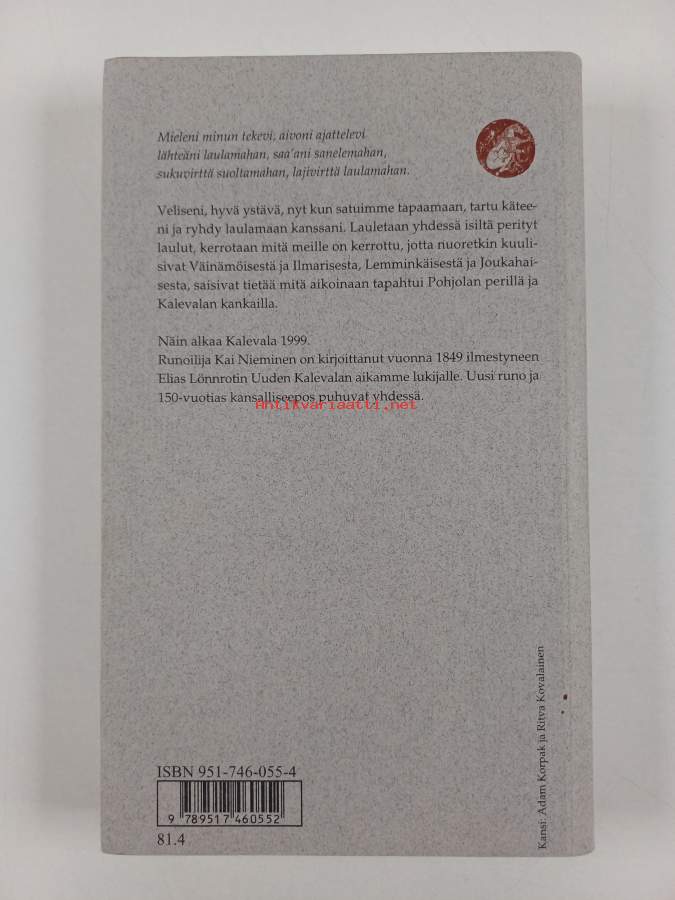 Mieleni minun tekevi, aivoni ajattelevi
lähteäni laulamahan, saa'ani sanelemahan,
sukuvirttä suoltamahan, lajivirttä laulamahan.
Veliseni, hyvä ystävä, nyt kun satuimme tapaamaan, tartu kätee-
ni ja ryhdy laulamaan kanssani. Lauletaan yhdessä isiltä perityt
laulut, kerrotaan mitä meille on kerrottu, jotta nuoretkin kuuli-
sivat Väinämöisestä ja Ilmarisesta, Lemminkäisestä ja Joukahai-
sesta, saisivat tietää mitä aikoinaan tapahtui Pohjolan perillä ja
Kalevalan kankailla.
Näin alkaa Kalevala 1999.
Runoilija Kai Nieminen on kirjoittanut vuonna 1849 ilmestyneen
Elias Lönnrotin Uuden Kalevalan aikamme lukijalle. Uusi runo ja
150-vuotias kansalliseepos puhuvat yhdessä.
Antikvariaatti.net
Kansi: Adam Korpak ja Ritva Kovalainen
ISBN 951-746-055-4
9 789517 460552
81.4